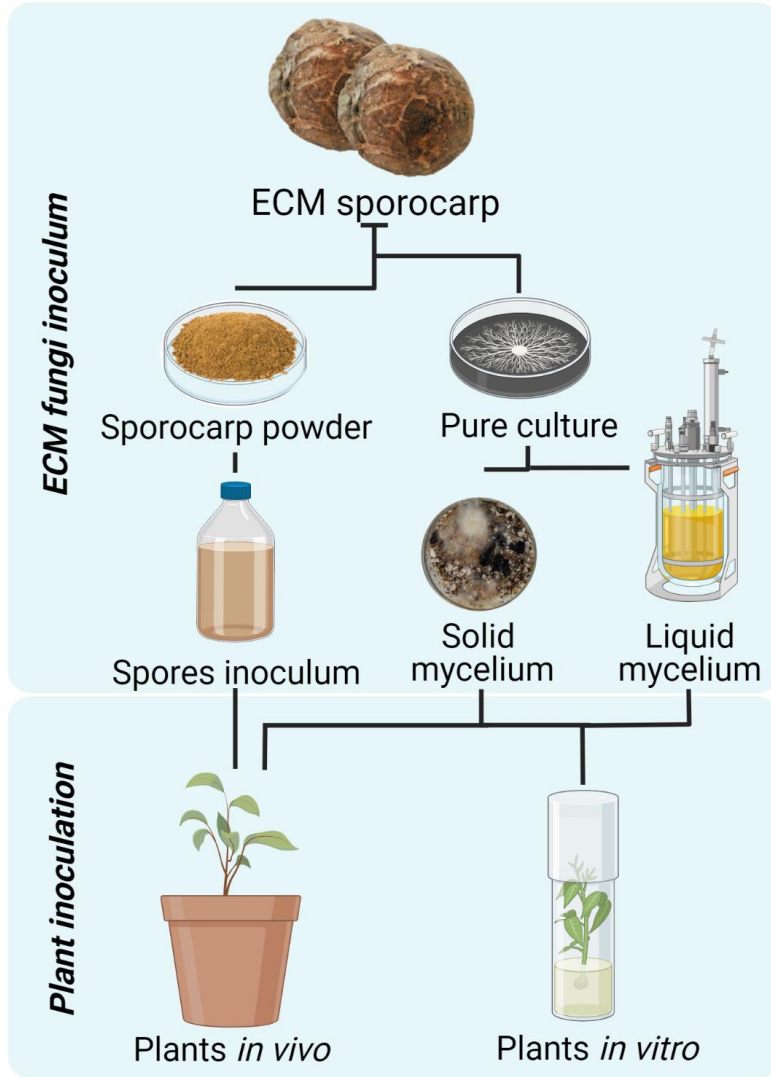 ECM fungi inoculum
ECM sporocarp
Sporocarp powder
Pure culture
Spores inoculum
Solid
mycelium
Liquid
mycelium
Plant inoculation
Plants in vivo
Plants in vitro